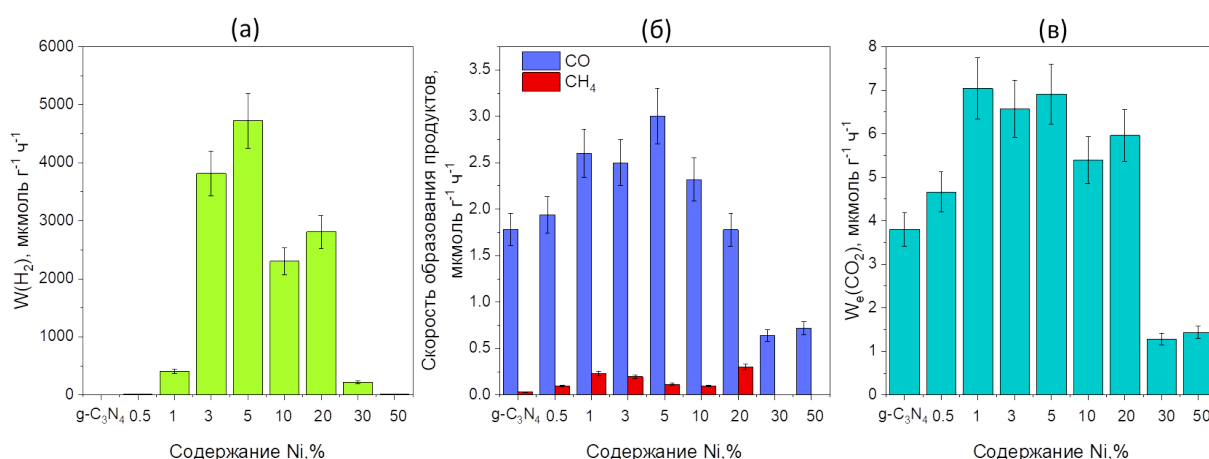 (а)
(б)
(в)
W(H₂), мкмоль г⁻¹ ч⁻¹
6000
5000
4000
3000
2000
1000
0
g-C₃N₄ 0.5 1 3 5 10 20 30 50
Содержание Ni,%
Скорость образования продуктов,
мкмоль г⁻¹ ч⁻¹
CO
CH₄
3.5
3.0
2.5
2.0
1.5
1.0
0.5
0.0
g-C₃N₄ 0.5 1 3 5 10 20 30 50
Содержание Ni,%
Wₑ(CO₂), мкмоль г⁻¹ ч⁻¹
8
7
6
5
4
3
2
1
0
g-C₃N₄ 0.5 1 3 5 10 20 30 50
Содержание Ni,%